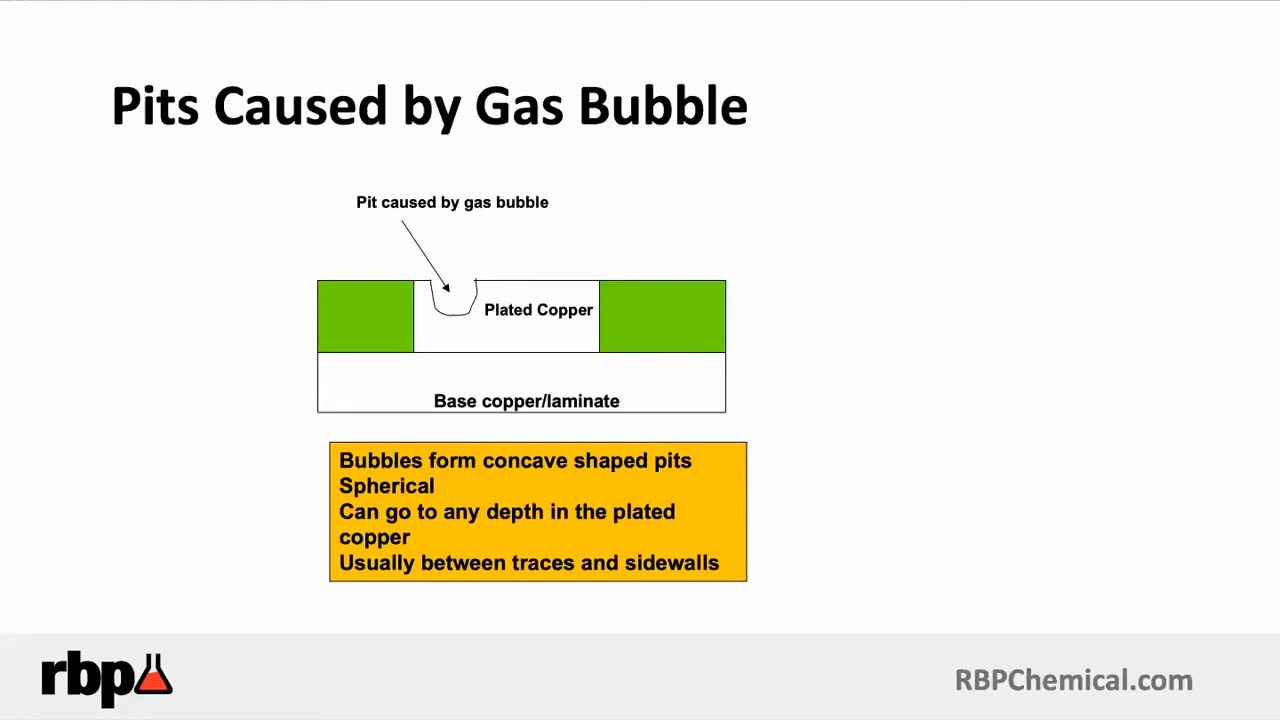 Pits Caused by Gas Bubble
Pit caused by gas bubble
Plated Copper
Base copper/laminate
Bubbles form concave shaped pits
Spherical
Can go to any depth in the plated
copper
Usually between traces and sidewalls
rbp
RBPChemical.com